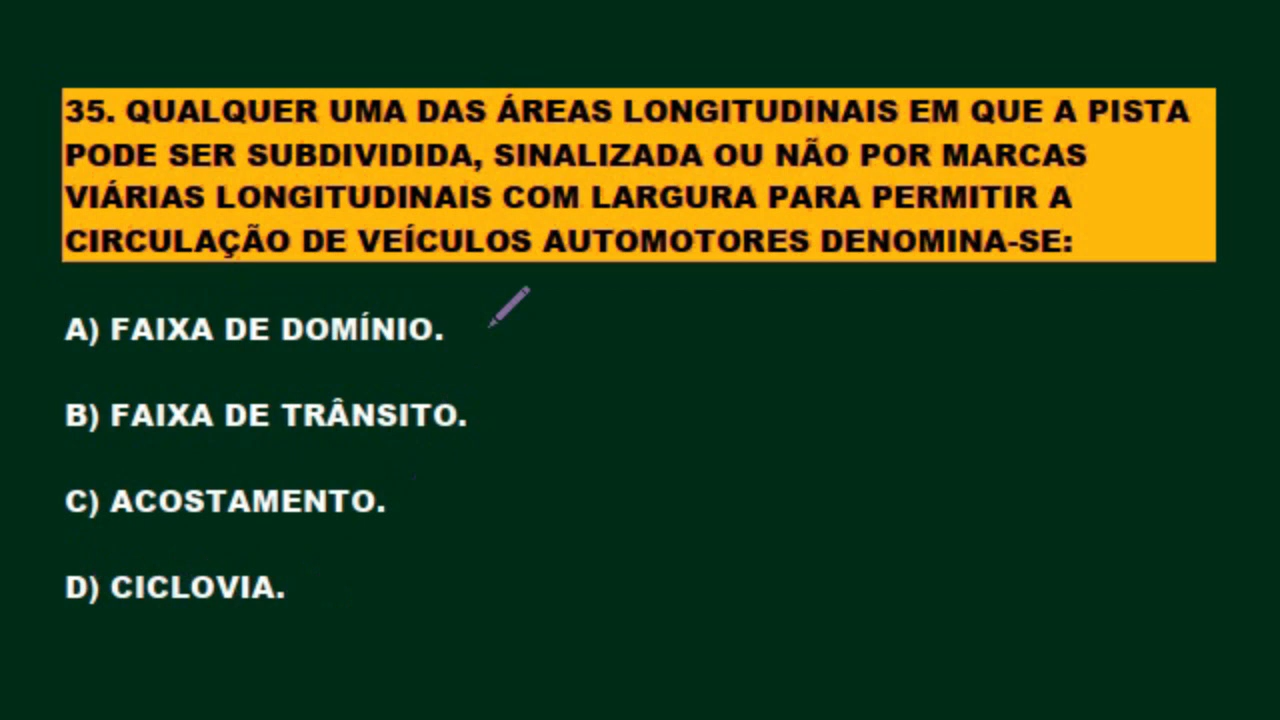 35. QUALQUER UMA DAS ÁREAS LONGITUDINAIS EM QUE A PISTA
PODE SER SUBDIVIDIDA, SINALIZADA OU NÃO POR MARCAS
VIÁRIAS LONGITUDINAIS COM LARGURA PARA PERMITIR A
CIRCULAÇÃO DE VEÍCULOS AUTOMOTORES DENOMINA-SE:
A) FAIXA DE DOMÍNIO.
B) FAIXA DE TRÂNSITO.
C) ACOSTAMENTO.
D) CICLOVIA.